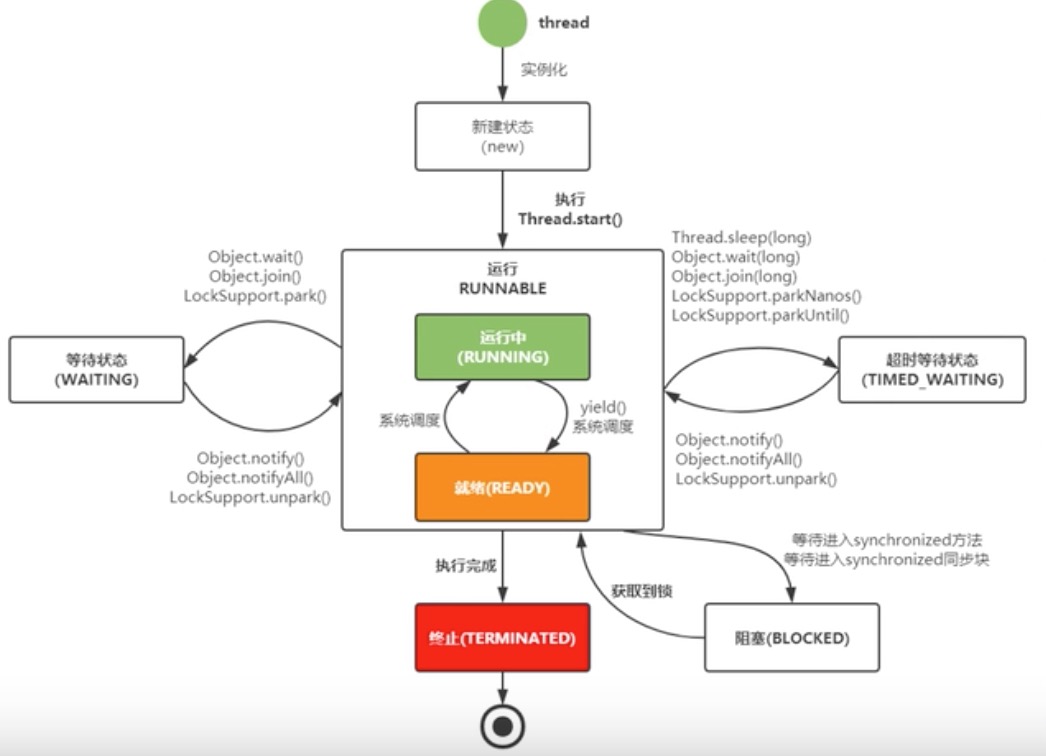 thread
实例化
新建状态
(new)
执行
Thread.start()
Object.wait()
Object.join()
LockSupport.park()
运行
RUNNABLE
Thread.sleep(long)
Object.wait(long)
Object.join(long)
LockSupport.parkNanos()
LockSupport.parkUntil()
等待状态
(WAITING)
运行中
(RUNNING)
超时等待状态
(TIMED_WAITING)
系统调度
yield()
系统调度
Object.notify()
Object.notifyAll()
LockSupport.unpark()
就绪(READY)
Object.notify()
Object.notifyAll()
LockSupport.unpark()
执行完成
等待进入synchronized方法
等待进入synchronized同步块
获取到锁
终止(TERMINATED)
阻塞(BLOCKED)